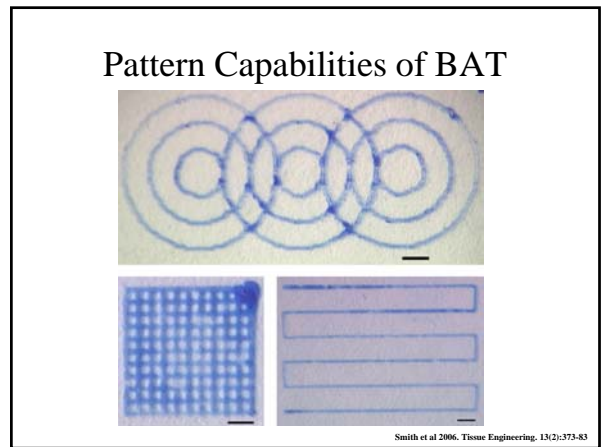 Pattern Capabilities of BAT
Smith et al 2006. Tissue Engineering. 13(2):373-83